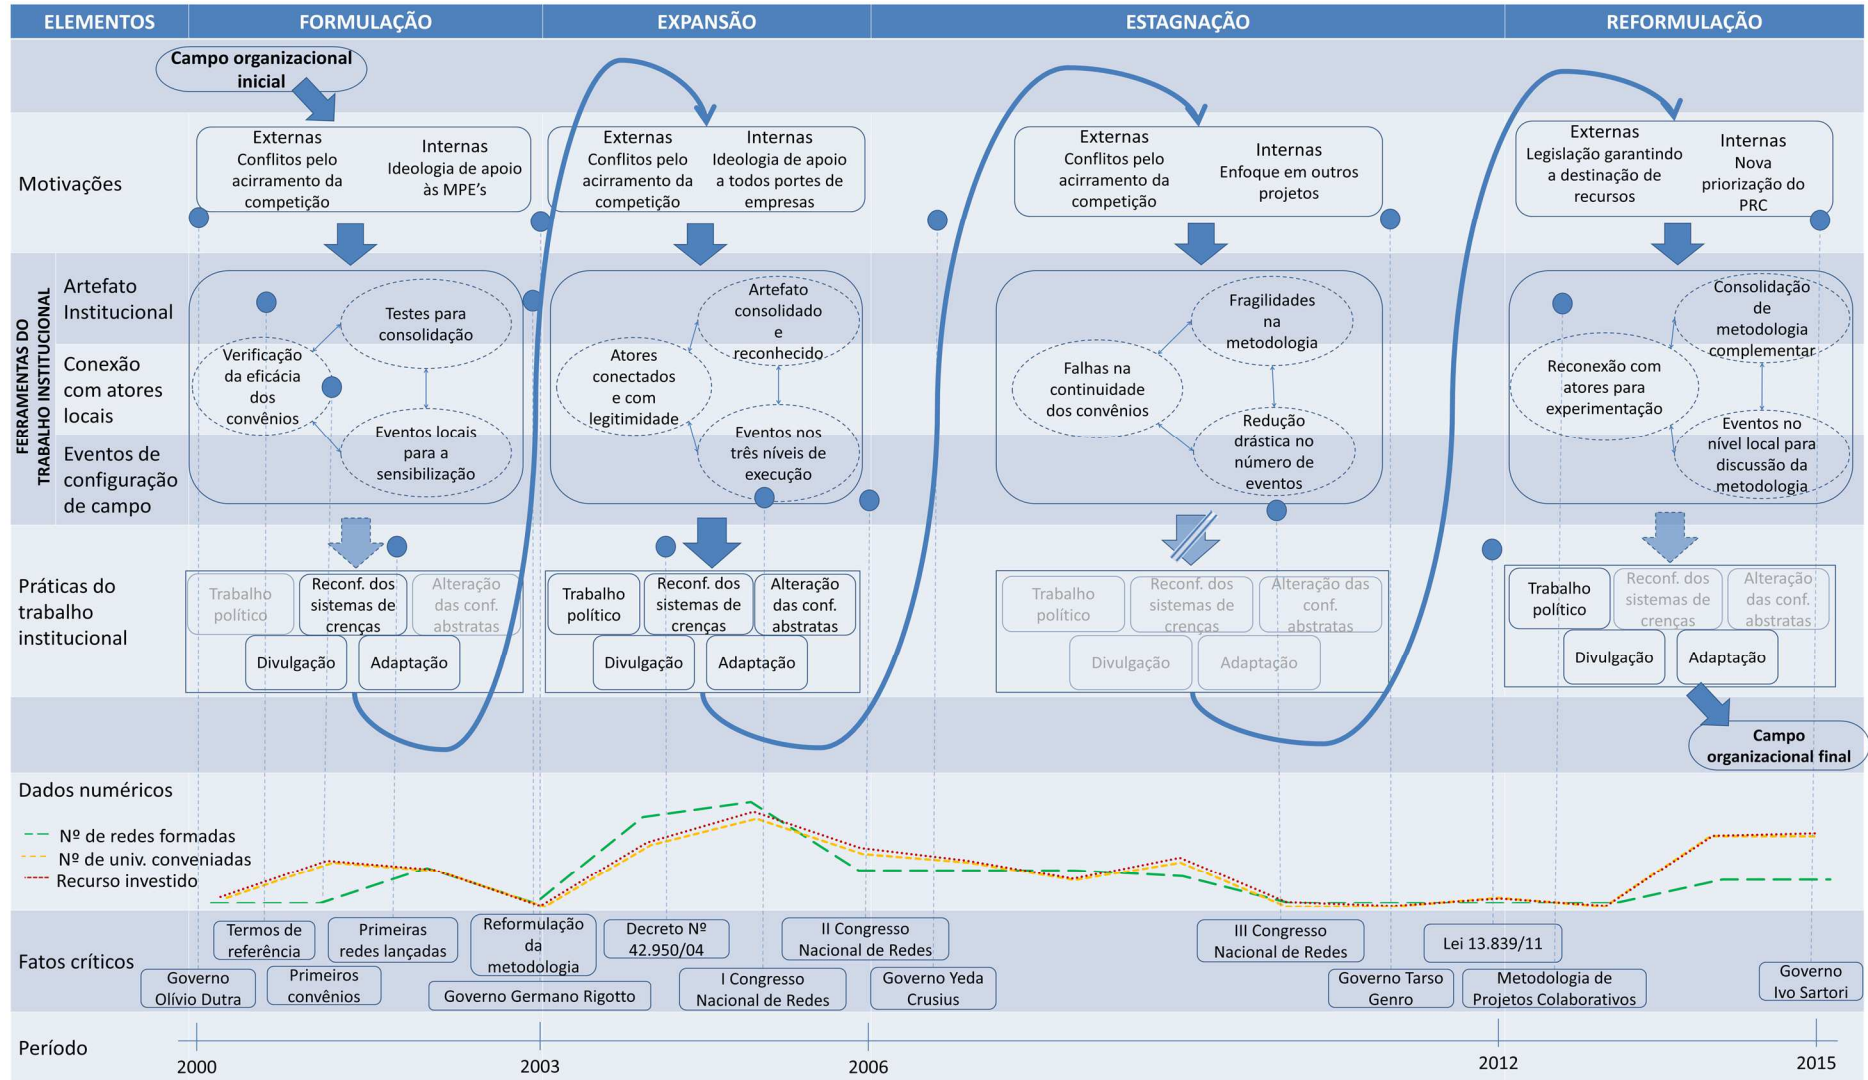 ELEMENTOS
FORMULAÇÃO
EXPANSÃO
ESTAGNAÇÃO
REFORMULAÇÃO
Campo organizacional
inicial
Motivações
Externas
Conflitos pelo
acirramento da
competição
Internas
Ideologia de apoio
às MPE's
Externas
Conflitos pelo
acirramento da
competição
Internas
Ideologia de apoio
a todos portes de
empresas
Externas
Conflitos pelo
acirramento da
competição
Internas
Enfoque em outros
projetos
Externas
Legislação garantindo
a destinação de
recursos
Internas
Nova
priorização do
PRC
FERRAMENTAS DO
TRABALHO INSTITUCIONAL
Artefato
Institucional
Conexão
com atores
locais
Eventos de
configuração
de campo
Testes para
consolidação
Verificação
da eficácia
dos
convênios
Eventos locais
para a
sensibilização
Artefato
consolidado
e
reconhecido
Atores
conectados
e com
legitimidade
Eventos nos
três níveis de
execução
Fragilidades
na
metodologia
Falhas na
continuidade
dos convênios
Redução
drástica no
número de
eventos
Consolidação
de
metodologia
complementar
Reconexão com
atores para
experimentação
Eventos no
nível local para
discussão da
metodologia
Práticas do
trabalho
institucional
Trabalho
político
Reconf. dos
sistemas de
crenças
Alteração
das conf.
abstratas
Divulgação
Adaptação
Trabalho
político
Reconf. dos
sistemas de
crenças
Alteração
das conf.
abstratas
Divulgação
Adaptação
Trabalho
político
Reconf. dos
sistemas de
crenças
Alteração das
conf.
abstratas
Divulgação
Adaptação
Trabalho
político
Reconf. dos
sistemas de
crenças
Alteração
das conf.
abstratas
Divulgação
Adaptação
Campo
organizacional final
Dados numéricos
Nº de redes formadas
Nº de univ. conveniadas
Recurso investido
Fatos críticos
Termos de
referência
Primeiras
redes lançadas
Reformulação
da
metodologia
Decreto Nº
42.950/04
II Congresso
Nacional de Redes
III Congresso
Nacional de Redes
Lei 13.839/11
Governo
Olívio Dutra
Primeiros
convênios
Governo Germano Rigotto
I Congresso
Nacional de Redes
Governo Yeda
Crusius
Governo Tarso
Genro
Metodologia de
Projetos Colaborativos
Governo
Ivo Sartori
Período
2000
2003
2006
2012
2015